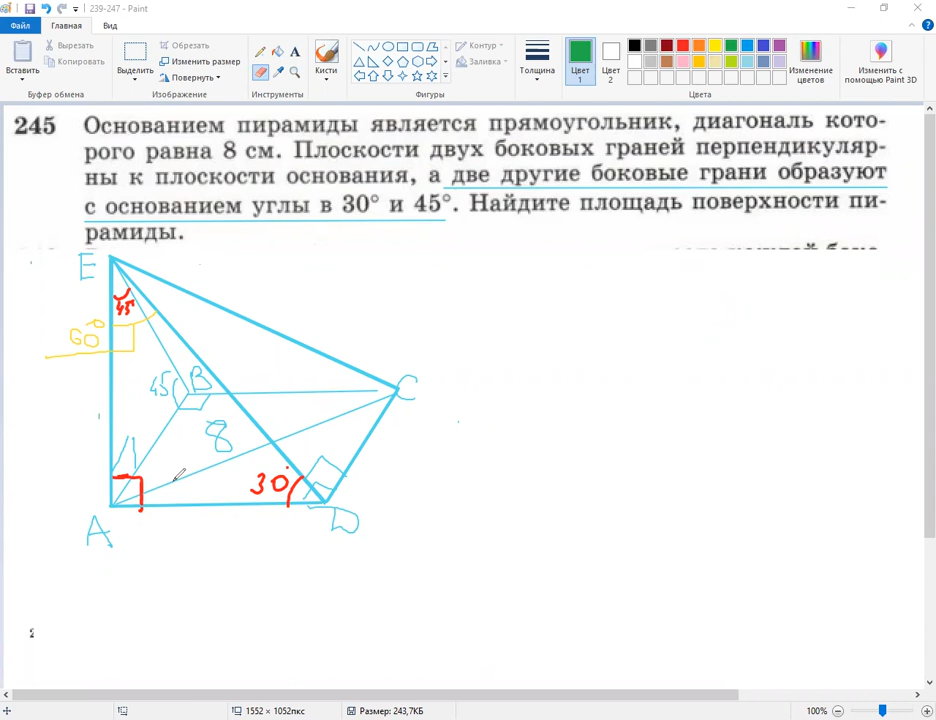 239-247 - Paint
Файл Главная Вид
Вставить
Вырезать
Копировать
Буфер обмена
Выделить
Обрезать
Изменить размер
Повернуть
Изображение
A
Инструменты
Кисти
Контур
Заливка
Фигуры
Толщина
Цвет 1
Цвет 2
Изменение цветов
Изменить с помощью Paint 3D
Цвета
245 Основанием пирамиды является прямоугольник, диагональ кото-
рого равна 8 см. Плоскости двух боковых граней перпендикуляр-
ны к плоскости основания, а две другие боковые грани образуют
с основанием углы в 30° и 45°. Найдите площадь поверхности пи-
рамиды.
E
45
60°
45
B
C
8
30°
A
D
100%
1552 × 1052пкс
Размер: 243,7КБ